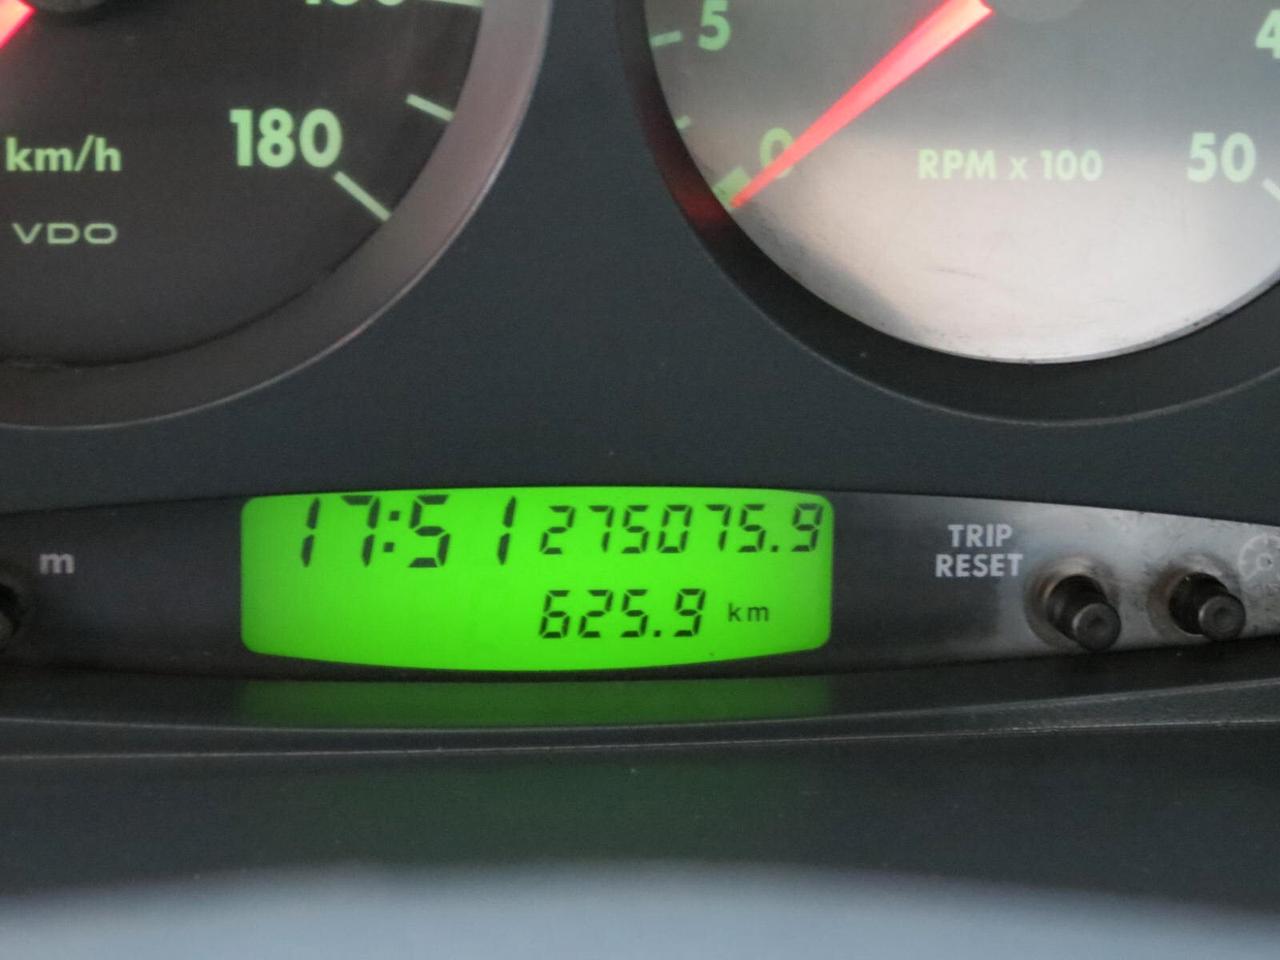 180
km/h
VDO
5
0
RPM x 100
50
17:51 275075.9
625.9 km
m
TRIP
RESET